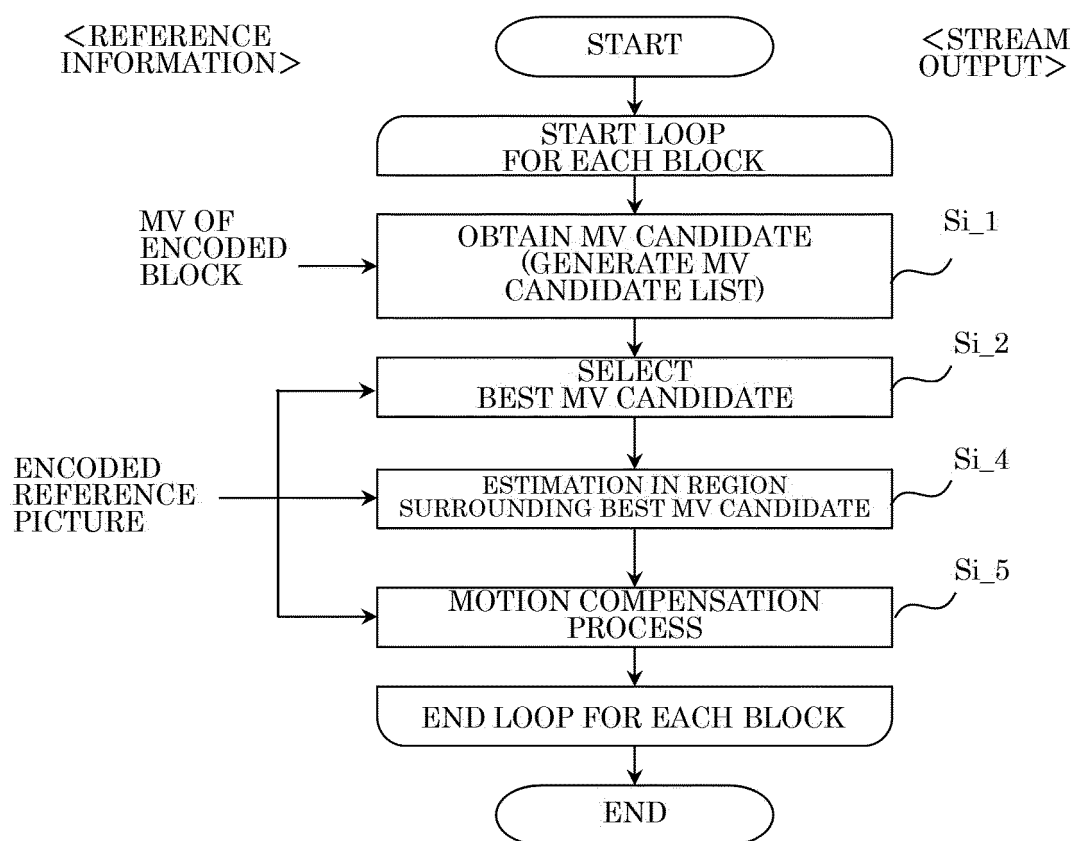 <REFERENCE
INFORMATION>
START
<STREAM
OUTPUT>
START LOOP
FOR EACH BLOCK
MV OF
ENCODED
BLOCK
OBTAIN MV CANDIDATE
(GENERATE MV
CANDIDATE LIST)
Si_1
SELECT
BEST MV CANDIDATE
Si_2
ENCODED
REFERENCE
PICTURE
ESTIMATION IN REGION
SURROUNDING BEST MV CANDIDATE
Si_4
MOTION COMPENSATION
PROCESS
Si_5
END LOOP FOR EACH BLOCK
END